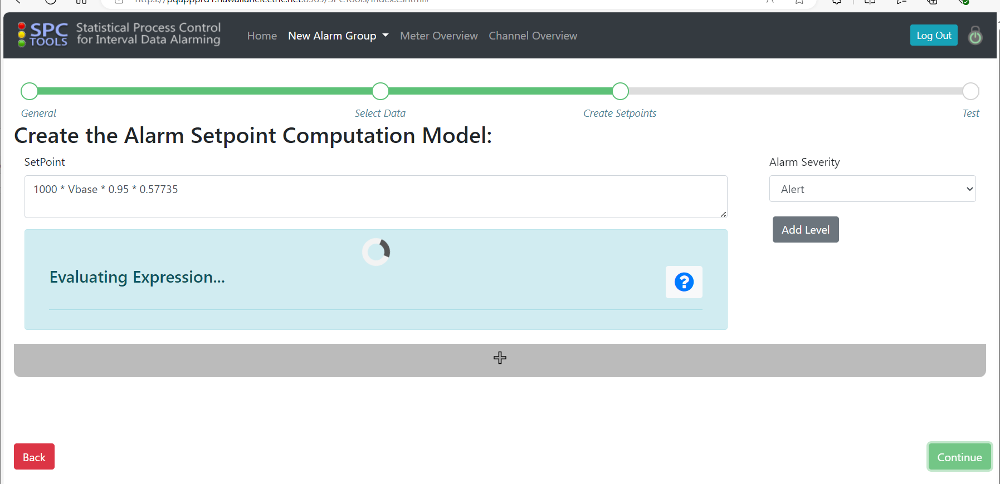 SPC TOOLS
Statistical Process Control
for Interval Data Alarming
Home
New Alarm Group
Meter Overview
Channel Overview
Log Out
General
Select Data
Create Setpoints
Test
Create the Alarm Setpoint Computation Model:
SetPoint
Alarm Severity
1000 * Vbase * 0.95 * 0.57735
Alert
Add Level
Evaluating Expression...
?
Back
Continue